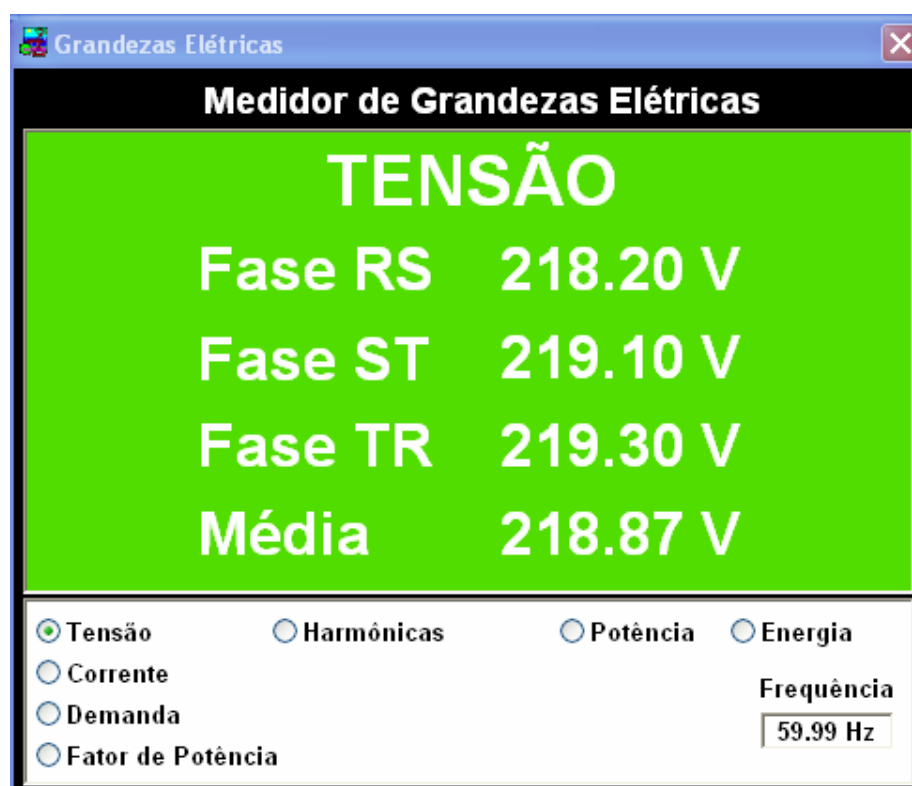 Grandezas Elétricas
Medidor de Grandezas Elétricas
TENSÃO
Fase RS 218.20 V
Fase ST 219.10 V
Fase TR 219.30 V
Média 218.87 V
Tensão Harmônicas Potência Energia
Corrente
Frequência
Demanda
59.99 Hz
Fator de Potência